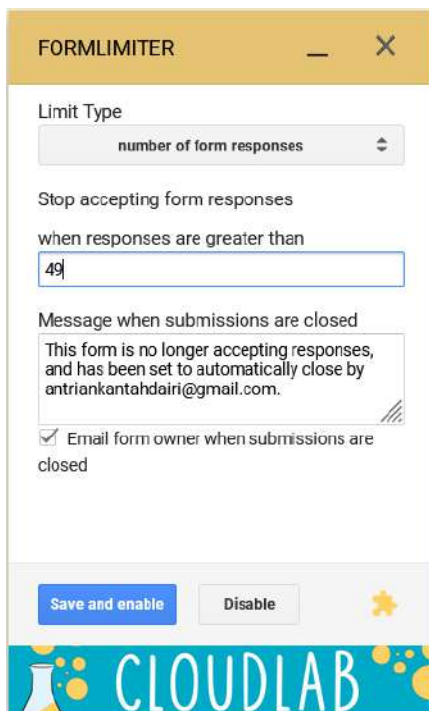 FORMLIMITER
Limit Type
number of form responses
Stop accepting form responses
when responses are greater than
49
Message when submissions are closed
This form is no longer accepting responses,
and has been set to automatically close by
antriankantahdairi@gmail.com.
Email form owner when submissions are
closed
Save and enable
Disable
CLOUDLAB